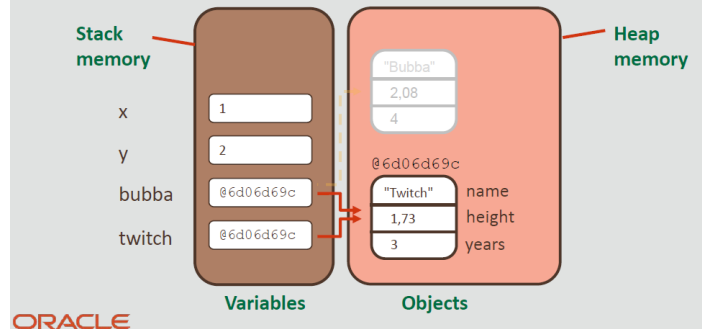 Stack
memory
Heap
memory
"Bubba"
2,08
4
x
1
y
2
@6d06d69c
bubba
@6d06d69c
"Twitch"
name
1,73
height
twitch
@6d06d69c
3
years
Variables
Objects
ORACLE